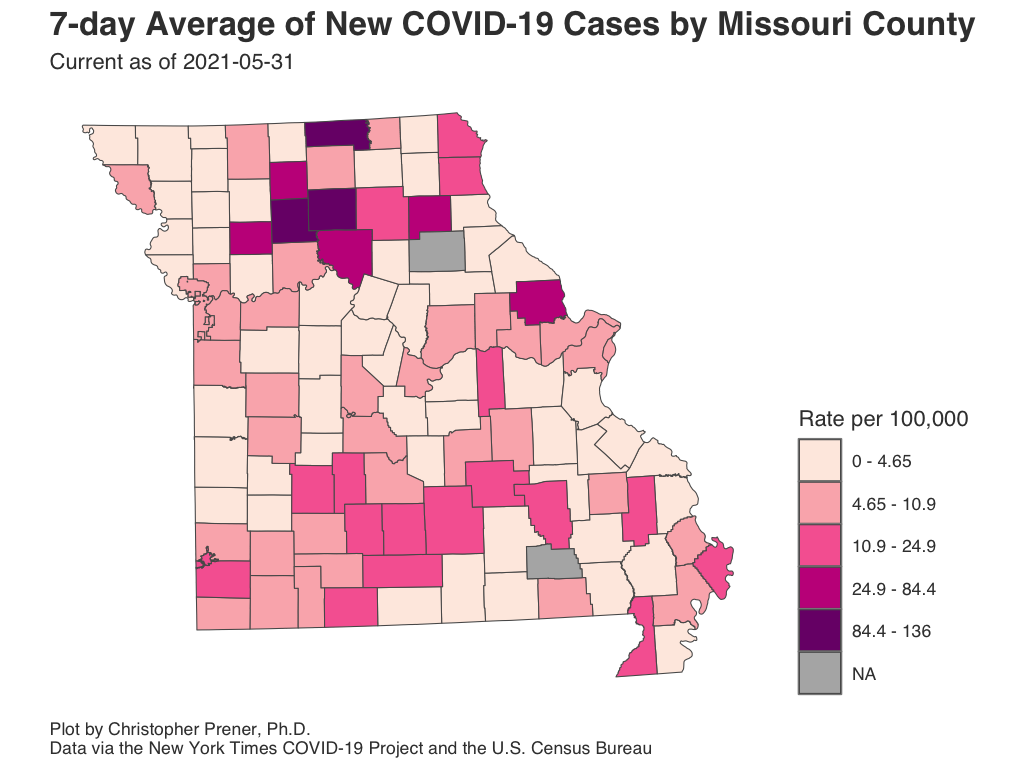 7-day Average of New COVID-19 Cases by Missouri County
Current as of 2021-05-31
Rate per 100,000
0 - 4.65
4.65 - 10.9
10.9 - 24.9
24.9 - 84.4
84.4 - 136
NA
Plot by Christopher Prener, Ph.D.
Data via the New York Times COVID-19 Project and the U.S. Census Bureau